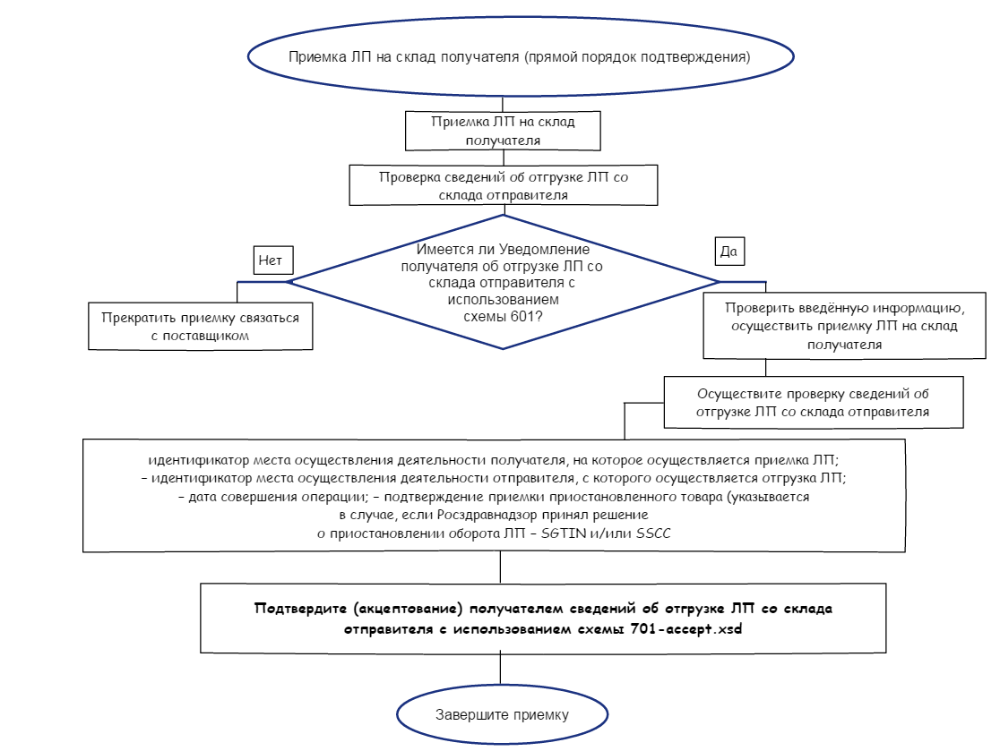 Приемка ЛП на склад получателя (прямой порядок подтверждения)
Приемка ЛП на склад
получателя
Проверка сведений об отгрузке ЛП со
склада отправителя
Имеется ли Уведомление
получателя об отгрузке ЛП со
склада отправителя с
использованием
схемы 601?
Нет
Да
Прекратить приемку связаться
с поставщиком
Проверить введённую информацию,
осуществить приемку ЛП на склад
получателя
Осуществите проверку сведений об
отгрузке ЛП со склада отправителя
идентификатор места осуществления деятельности получателя, на которое осуществляется приемка ЛП;
– идентификатор места осуществления деятельности отправителя, с которого осуществляется отгрузка ЛП;
– дата совершения операции; – подтверждение приемки приостановленного товара (указывается
в случае, если Росздравнадзор принял решение
о приостановлении оборота ЛП – SGTIN и/или SSCC
Подтвердите (акцептование) получателем сведений об отгрузке ЛП со склада
отправителя с использованием схемы 701-accept.xsd
Завершите приемку